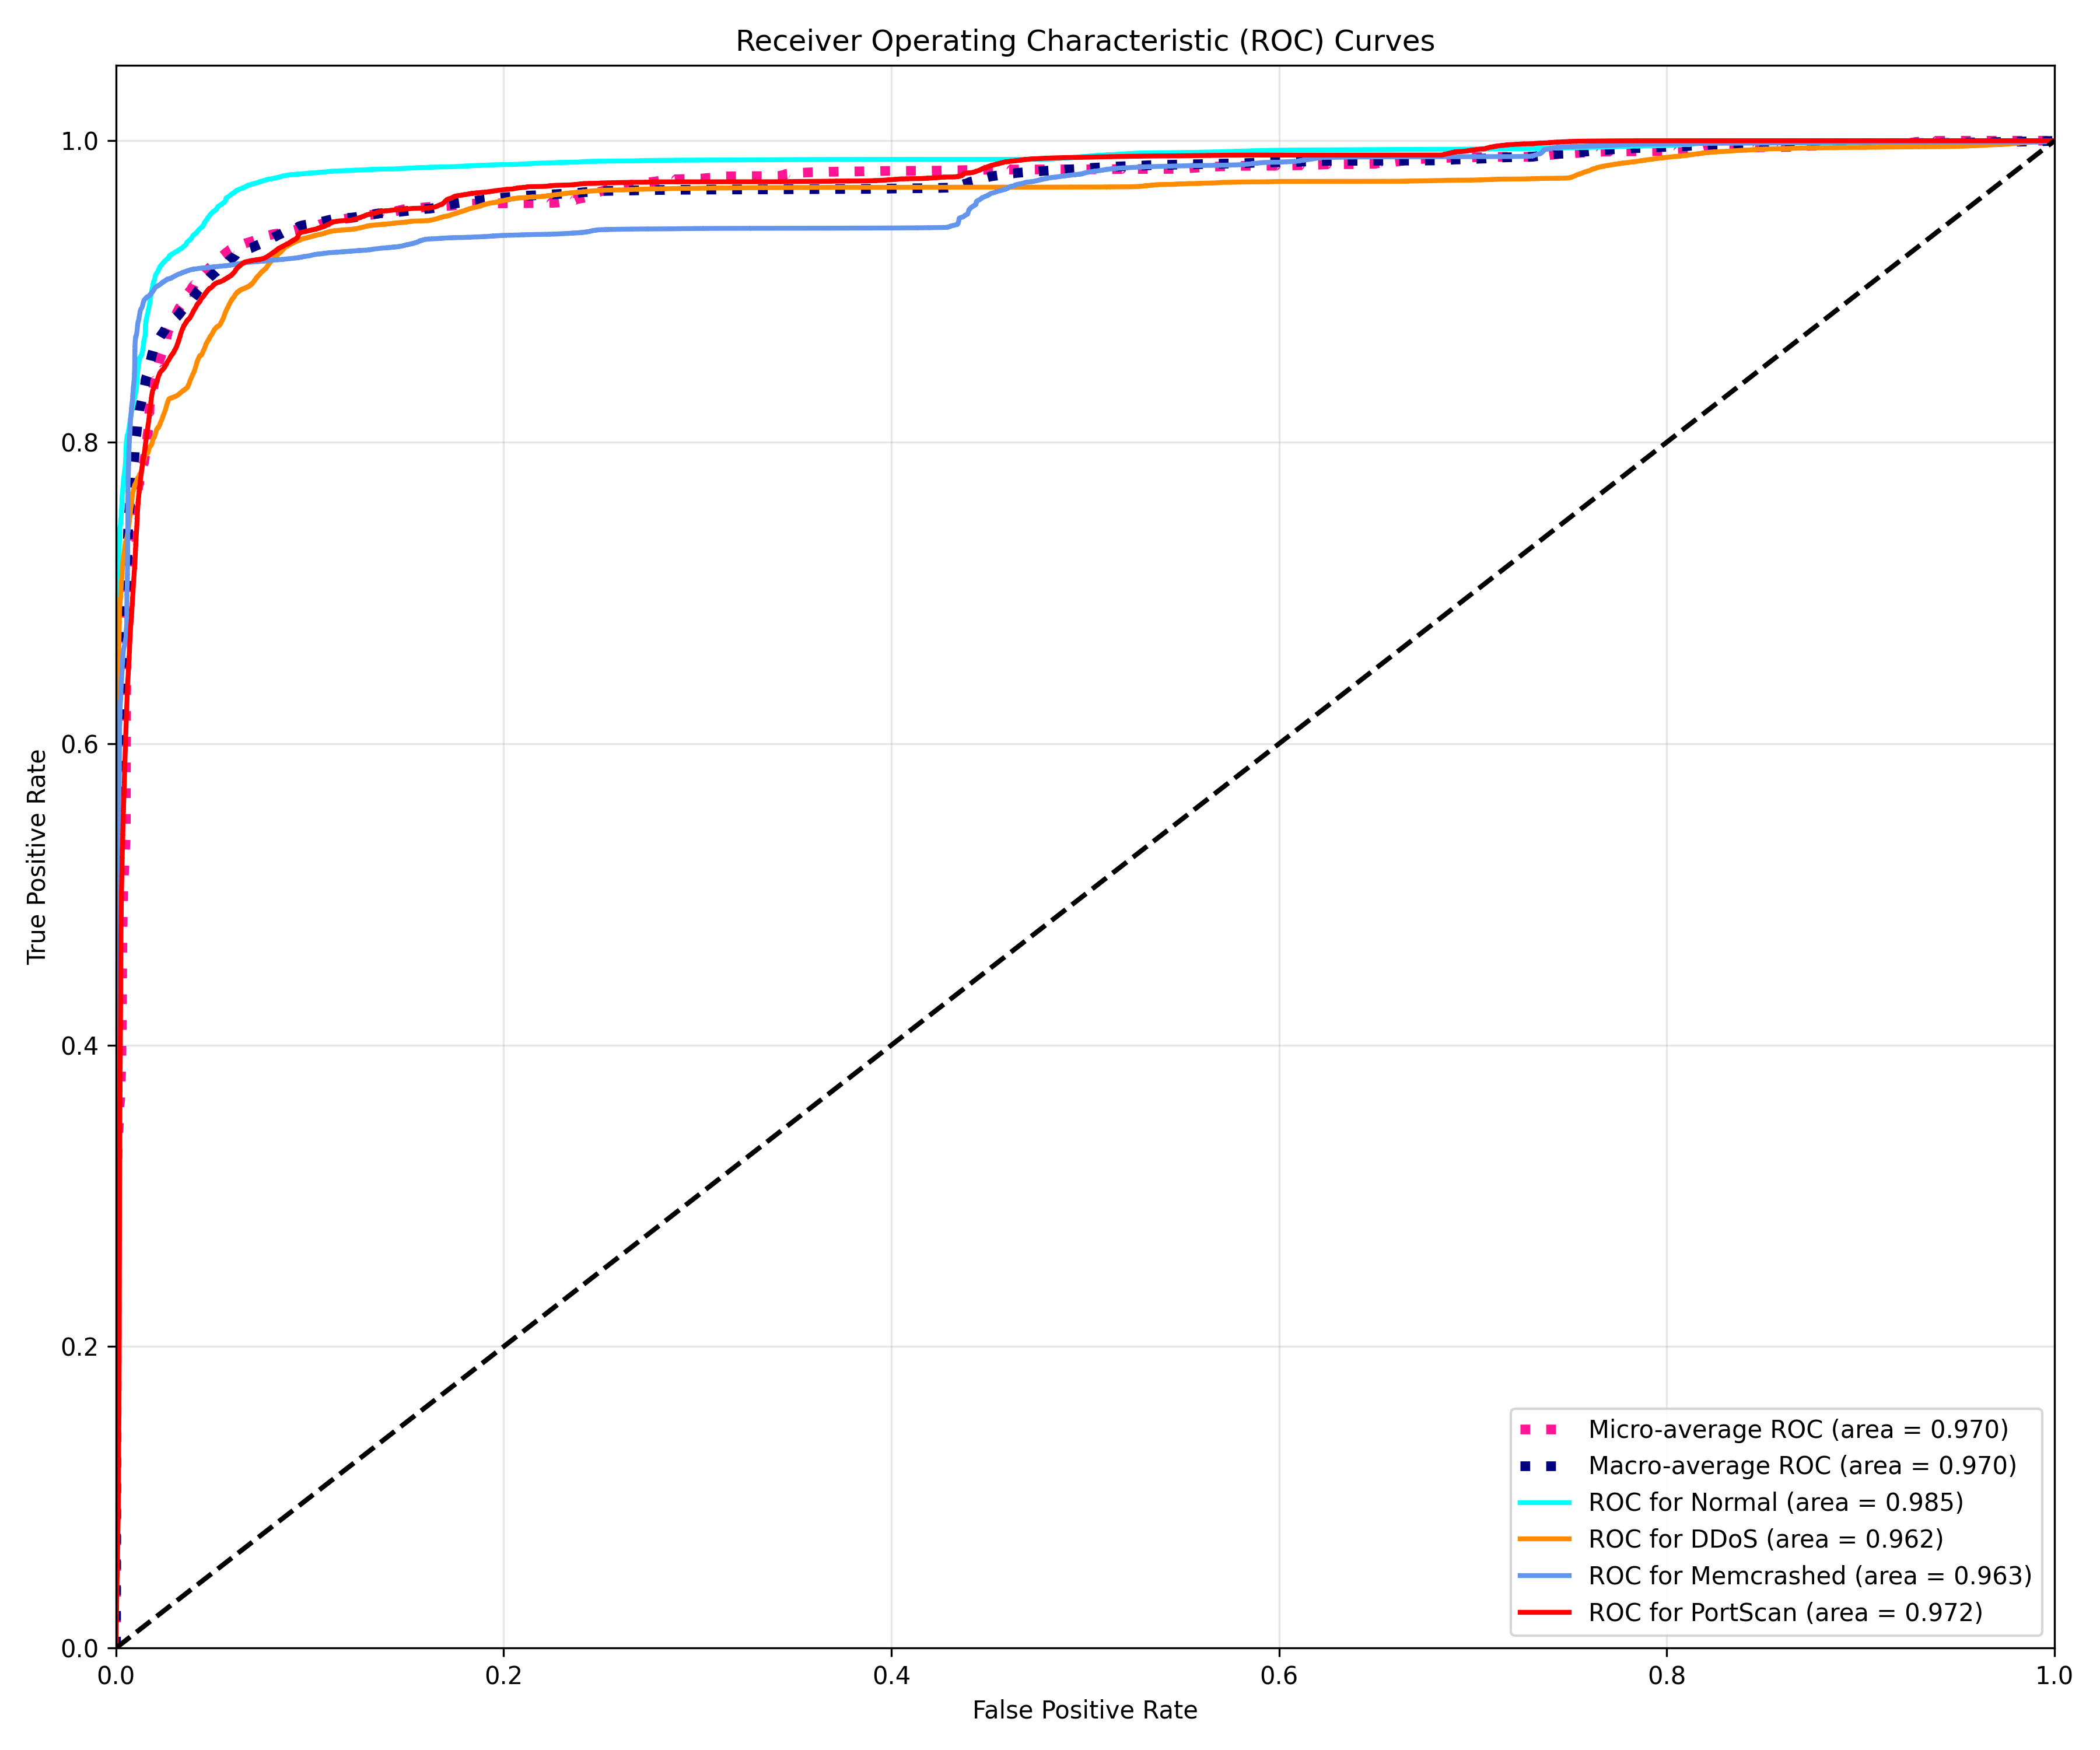 Receiver Operating Characteristic (ROC) Curves
1.0
0.8
0.6
0.4
0.2
0.0
True Positive Rate
0.0 0.2 0.4 0.6 0.8 1.0
False Positive Rate
Micro-average ROC (area = 0.970)
Macro-average ROC (area = 0.970)
ROC for Normal (area = 0.985)
ROC for DDoS (area = 0.962)
ROC for Memcrashed (area = 0.963)
ROC for PortScan (area = 0.972)